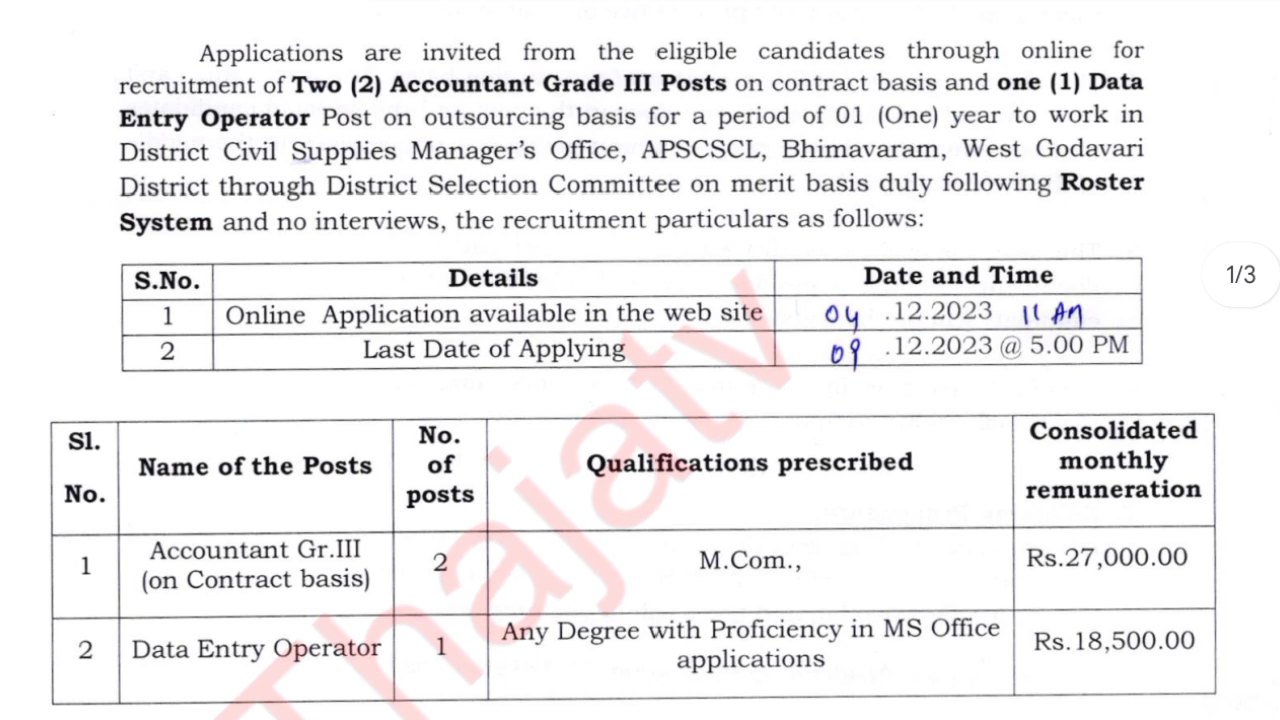 Applications are invited from the eligible candidates through online for
recruitment of Two (2) Accountant Grade III Posts on contract basis and one (1) Data
Entry Operator Post on outsourcing basis for a period of 01 (One) year to work in
District Civil Supplies Manager's Office, APSCSCL, Bhimavaram, West Godavari
District through District Selection Committee on merit basis duly following Roster
System and no interviews, the recruitment particulars as follows:
S.No. Details Date and Time
1 Online Application available in the web site 04 .12.2023 11 AM
2 Last Date of Applying 09 .12.2023 @ 5.00 PM
1/3
Sl. No. Name of the Posts No. of posts Qualifications prescribed Consolidated monthly remuneration
1 Accountant Gr.III (on Contract basis) 2 M.Com., Rs.27,000.00
2 Data Entry Operator 1 Any Degree with Proficiency in MS Office applications Rs.18,500.00
Thajatv